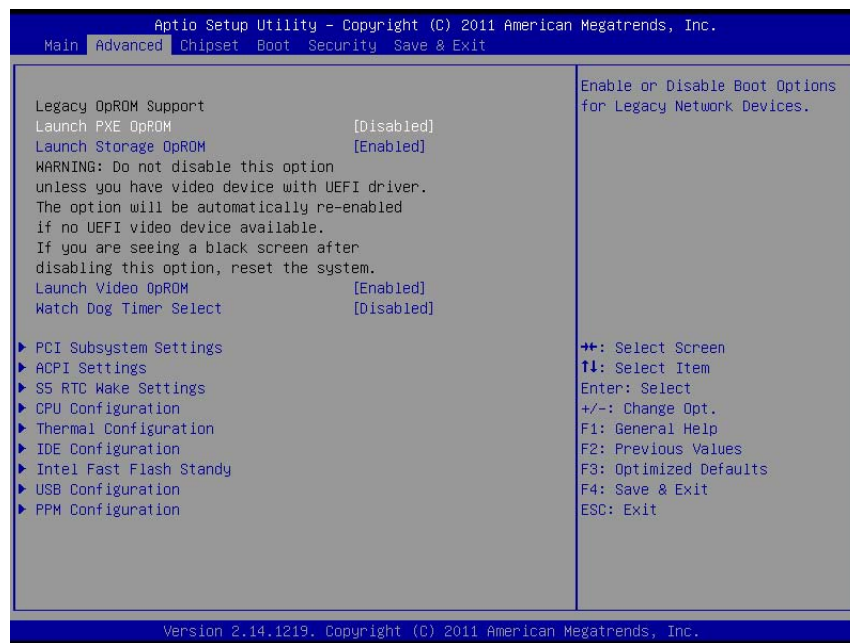 Aptio Setup Utility – Copyright (C) 2011 American Megatrends, Inc.
Main Advanced Chipset Boot Security Save & Exit
Legacy OpROM Support
Launch PXE OpROM [Disabled]
Launch Storage OpROM [Enabled]
WARNING: Do not disable this option
unless you have video device with UEFI driver.
The option will be automatically re-enabled
if no UEFI video device available.
If you are seeing a black screen after
disabling this option, reset the system.
Launch Video OpROM [Enabled]
Watch Dog Timer Select [Disabled]
PCI Subsystem Settings
ACPI Settings
S5 RTC Wake Settings
CPU Configuration
Thermal Configuration
IDE Configuration
Intel Fast Flash Standy
USB Configuration
PPM Configuration
Enable or Disable Boot Options
for Legacy Network Devices.
→←: Select Screen
↑↓: Select Item
Enter: Select
+/-: Change Opt.
F1: General Help
F2: Previous Values
F3: Optimized Defaults
F4: Save & Exit
ESC: Exit
Version 2.14.1219. Copyright (C) 2011 American Megatrends, Inc.